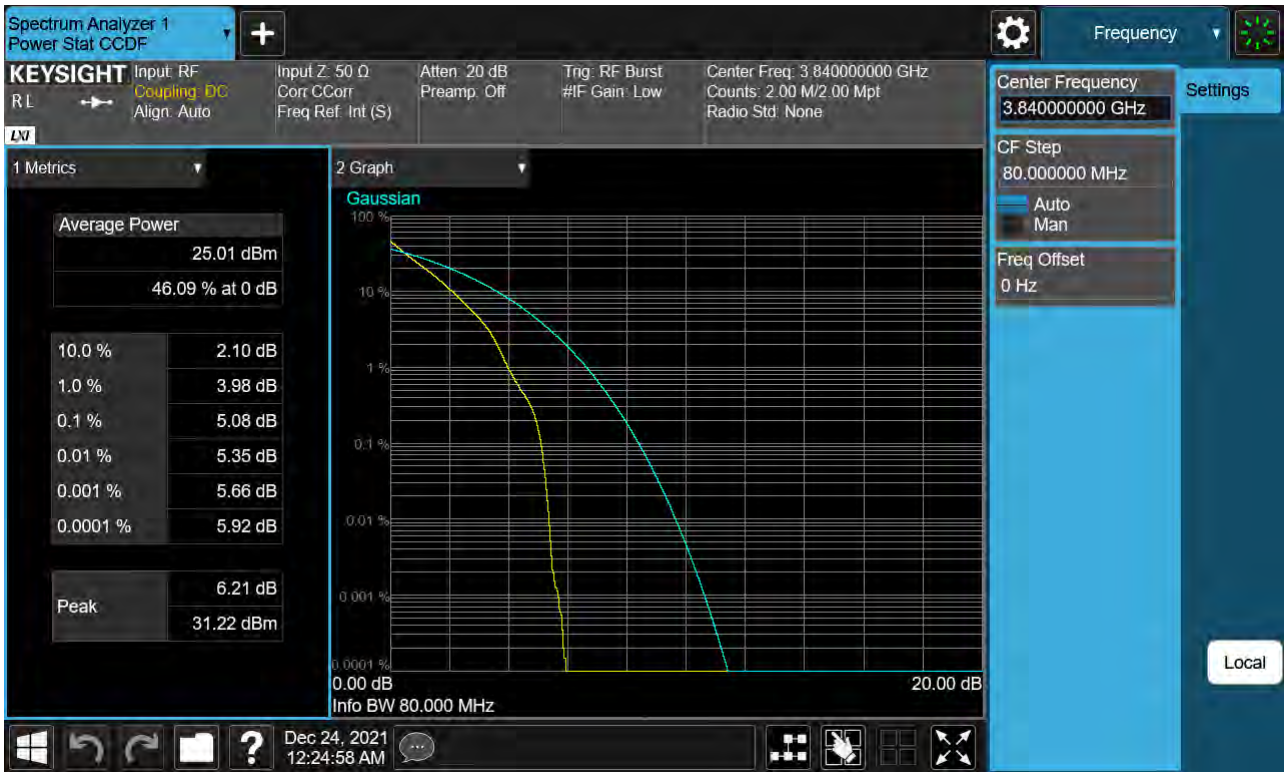 Spectrum Analyzer 1
Power Stat CCDF
+
Frequency
KEYSIGHT
Input: RF
Input Z: 50 Ω
Atten: 20 dB
Trig: RF Burst
Center Freq: 3.840000000 GHz
RL
Coupling: DC
Corr CCorr
Preamp: Off
#IF Gain: Low
Counts: 2.00 M/2.00 Mpt
Align: Auto
Freq Ref: Int (S)
Radio Std: None
LXI
Center Frequency
3.840000000 GHz
Settings
CF Step
80.000000 MHz
Auto
Man
Freq Offset
0 Hz
1 Metrics
Average Power
25.01 dBm
46.09 % at 0 dB
10.0 % 2.10 dB
1.0 % 3.98 dB
0.1 % 5.08 dB
0.01 % 5.35 dB
0.001 % 5.66 dB
0.0001 % 5.92 dB
Peak
6.21 dB
31.22 dBm
2 Graph
Gaussian
100 %
10 %
1 %
0.1 %
0.01 %
0.001 %
0.0001 %
0.00 dB
20.00 dB
Info BW 80.000 MHz
Local
?
Dec 24, 2021
12:24:58 AM